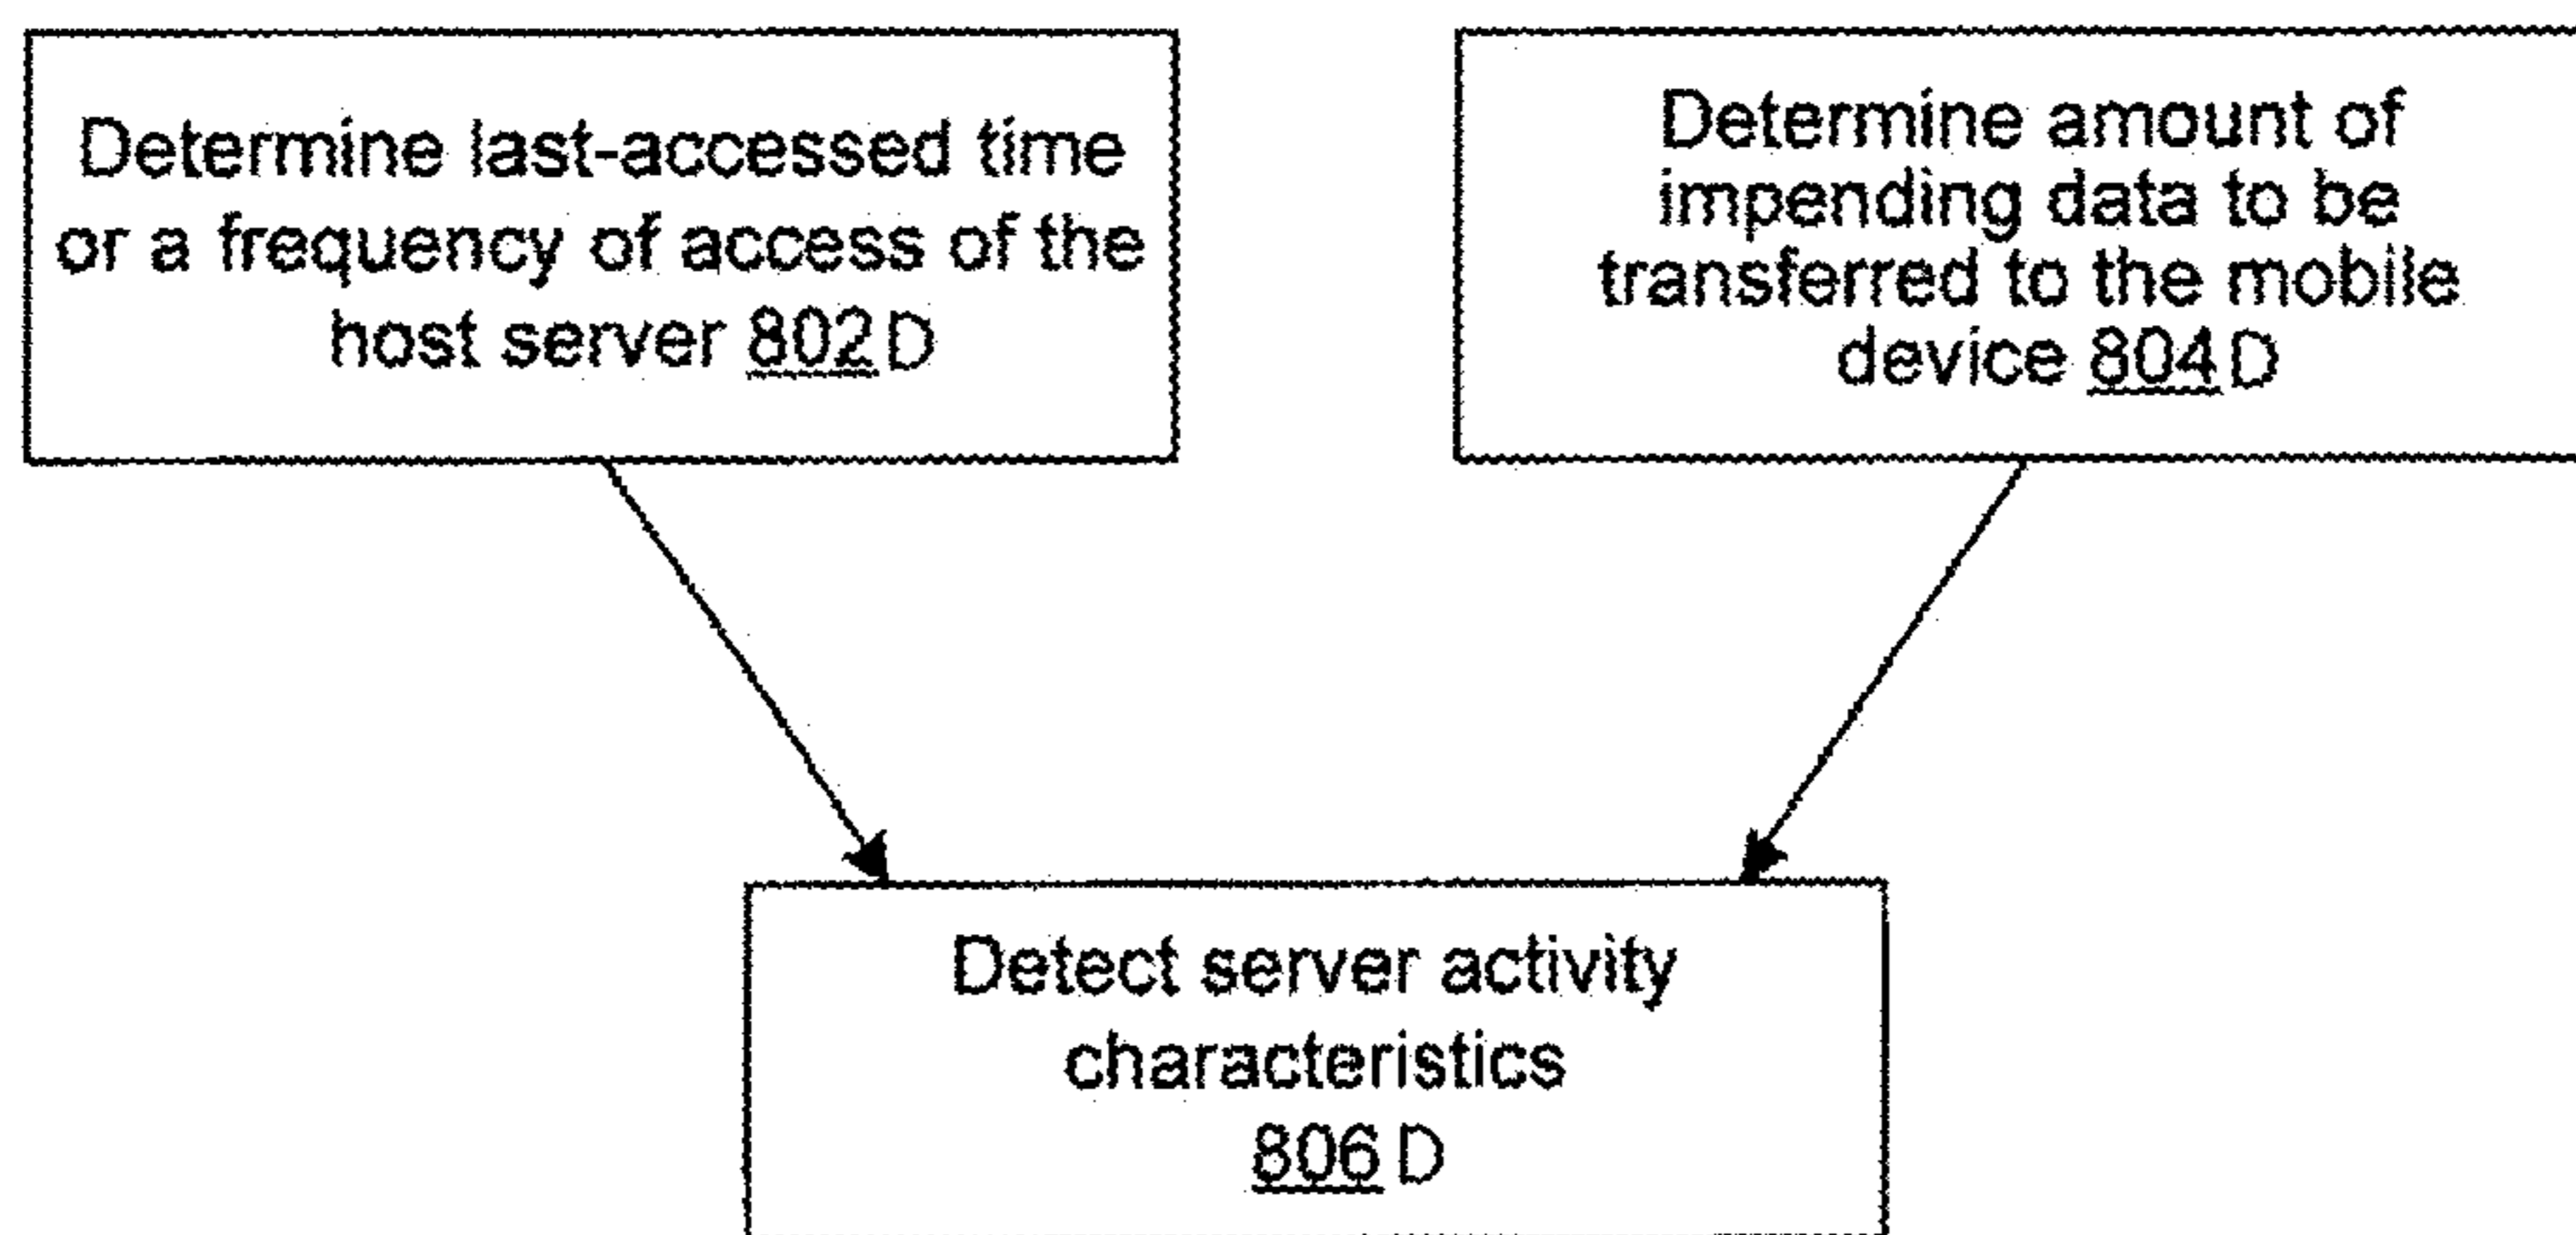 Determine last-accessed time
or a frequency of access of the
host server 802D
Determine amount of
impending data to be
transferred to the mobile
device 804D
Detect server activity
characteristics
806D